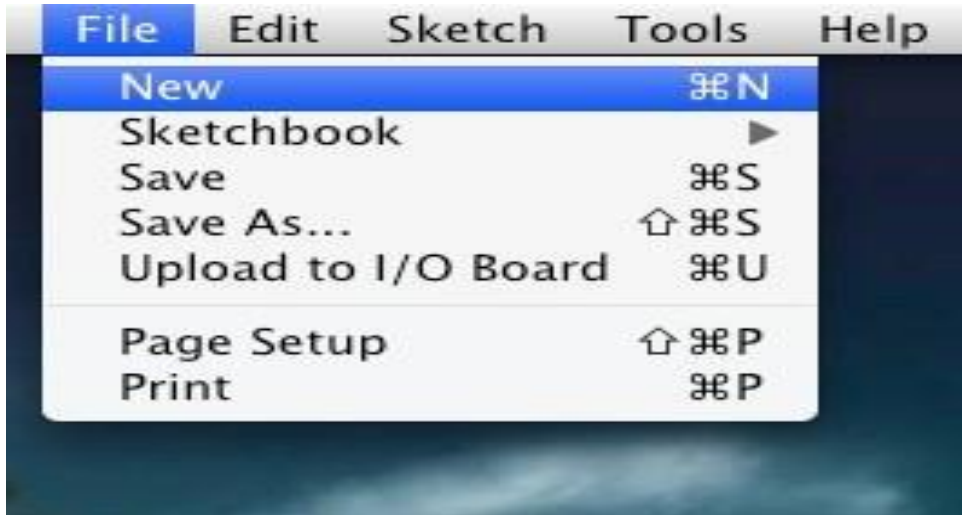 File Edit Sketch Tools Help
New ⌘N
Sketchbook ▶
Save ⌘S
Save As... ⇧⌘S
Upload to I/O Board ⌘U
Page Setup ⇧⌘P
Print ⌘P